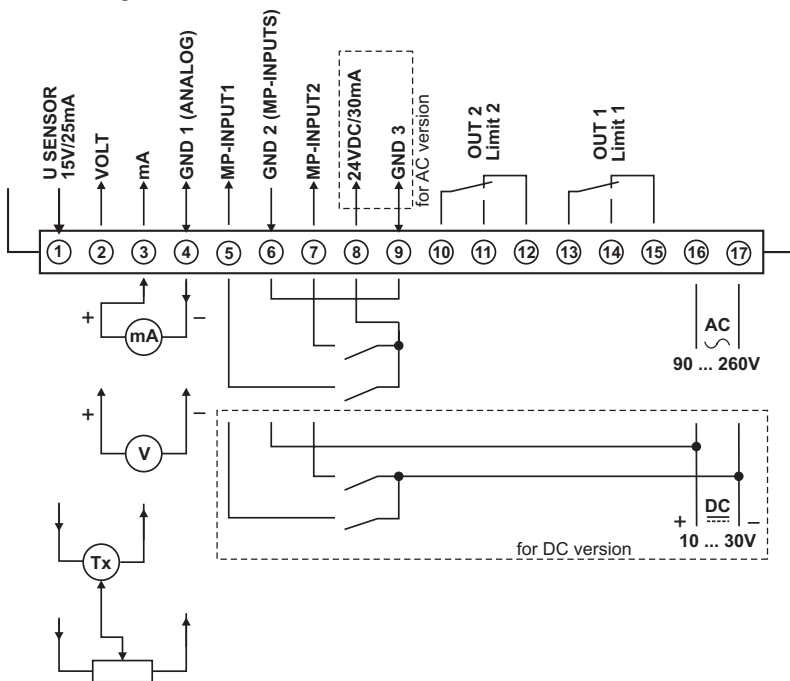 U SENSOR
15V/25mA
VOLT
mA
GND 1 (ANALOG)
MP-INPUT1
GND 2 (MP-INPUTS)
MP-INPUT2
24VDC/30mA
GND 3
for AC version
OUT 2
Limit 2
OUT 1
Limit 1
1 2 3 4 5 6 7 8 9 10 11 12 13 14 15 16 17
+ mA −
AC
90 ... 260V
+ V −
+ DC −
10 ... 30V
for DC version
Tx